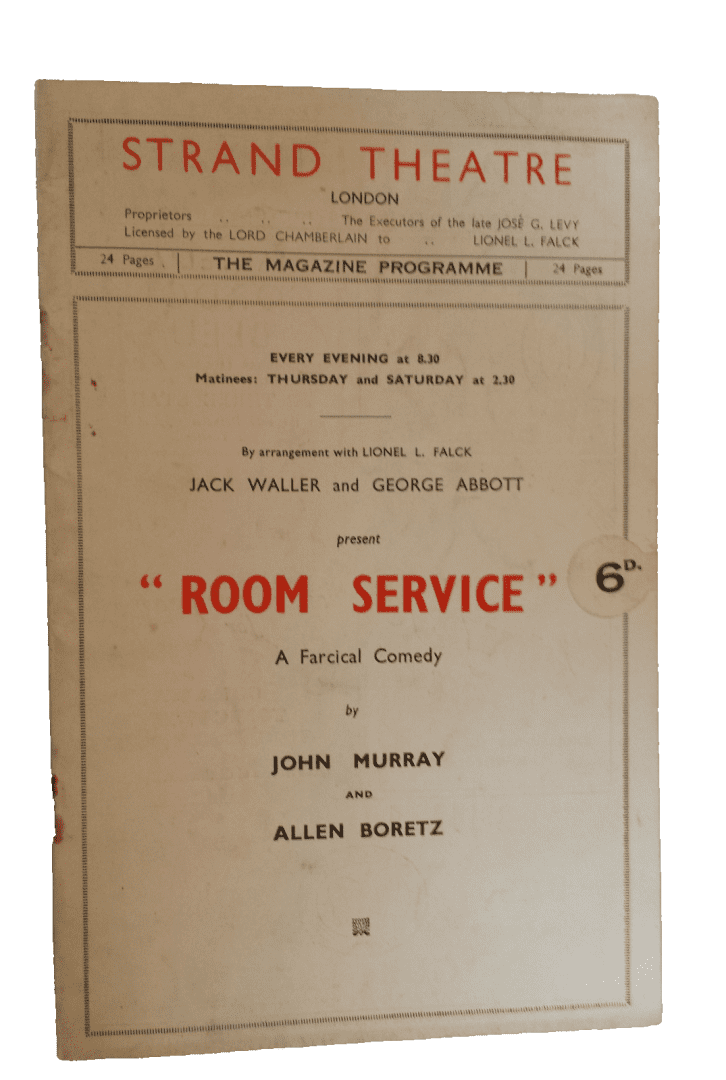 STRAND THEATRE
LONDON
Proprietors .. .. .. The Executors of the late JOSÉ G. LEVY
Licensed by the LORD CHAMBERLAIN to .. LIONEL L. FALCK
24 Pages | THE MAGAZINE PROGRAMME | 24 Pages
EVERY EVENING at 8.30
Matinees: THURSDAY and SATURDAY at 2.30
By arrangement with LIONEL L. FALCK
JACK WALLER and GEORGE ABBOTT
present
“ ROOM SERVICE ”
6D.
A Farcical Comedy
by
JOHN MURRAY
AND
ALLEN BORETZ